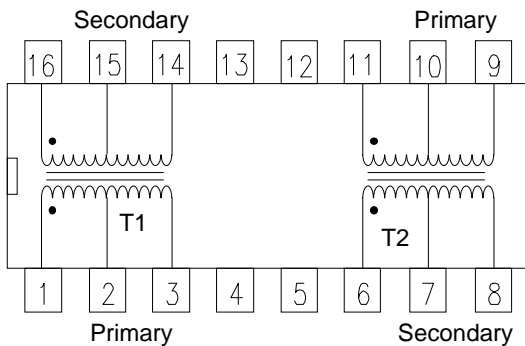 Secondary Primary
16 15 14 13 12 11 10 9
T1 T2
1 2 3 4 5 6 7 8
Primary Secondary